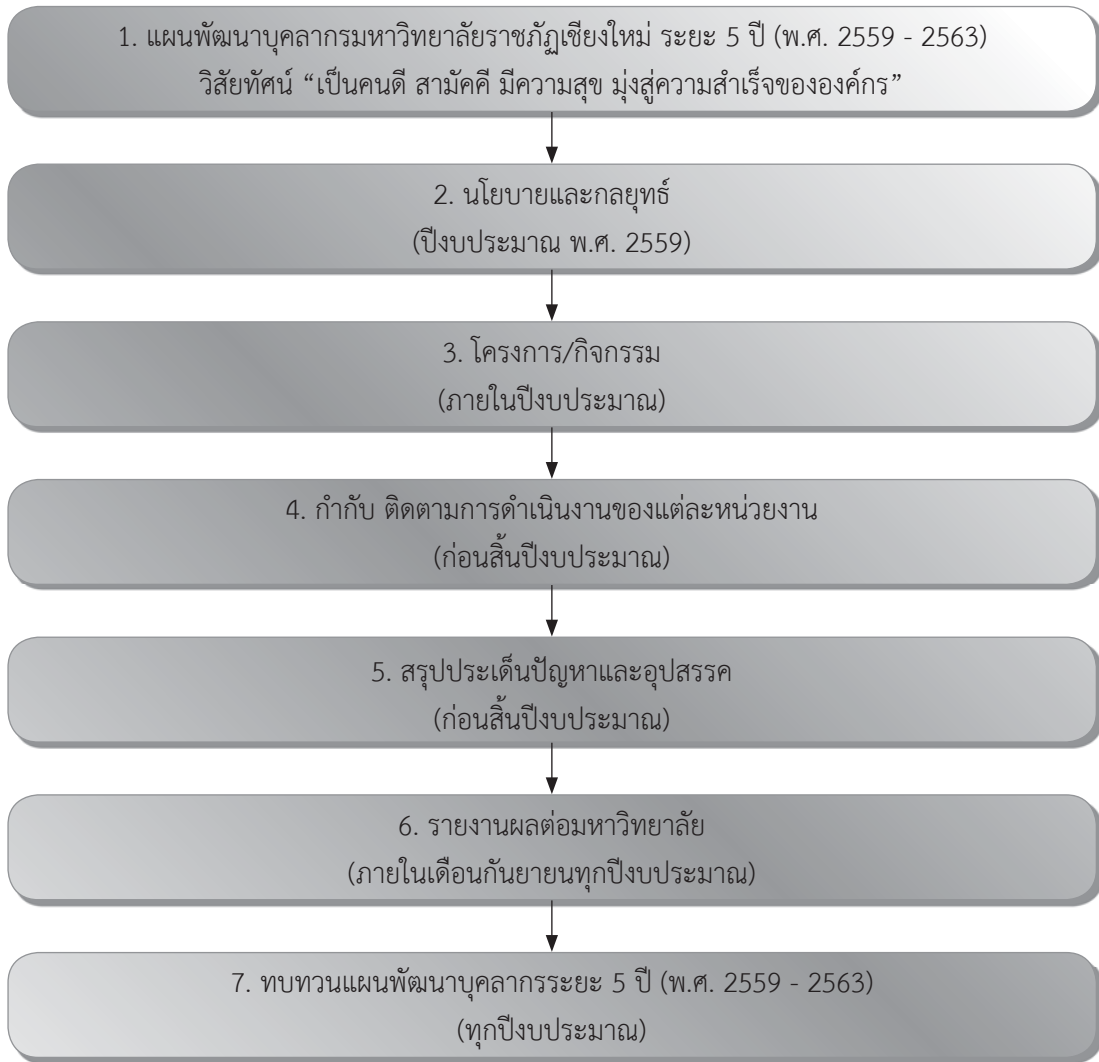 1. แผนพัฒนาบุคลากรมหาวิทยาลัยราชภัฏเชียงใหม่ ระยะ 5 ปี (พ.ศ. 2559 - 2563)
วิสัยทัศน์ “เป็นคนดี สามัคคี มีความสุข มุ่งสู่ความสำเร็จขององค์กร”
2. นโยบายและกลยุทธ์
(ปีงบประมาณ พ.ศ. 2559)
3. โครงการ/กิจกรรม
(ภายในปีงบประมาณ)
4. กำกับ ติดตามการดำเนินงานของแต่ละหน่วยงาน
(ก่อนสิ้นปีงบประมาณ)
5. สรุปประเด็นปัญหาและอุปสรรค
(ก่อนสิ้นปีงบประมาณ)
6. รายงานผลต่อมหาวิทยาลัย
(ภายในเดือนกันยายนทุกปีงบประมาณ)
7. ทบทวนแผนพัฒนาบุคลากรระยะ 5 ปี (พ.ศ. 2559 - 2563)
(ทุกปีงบประมาณ)